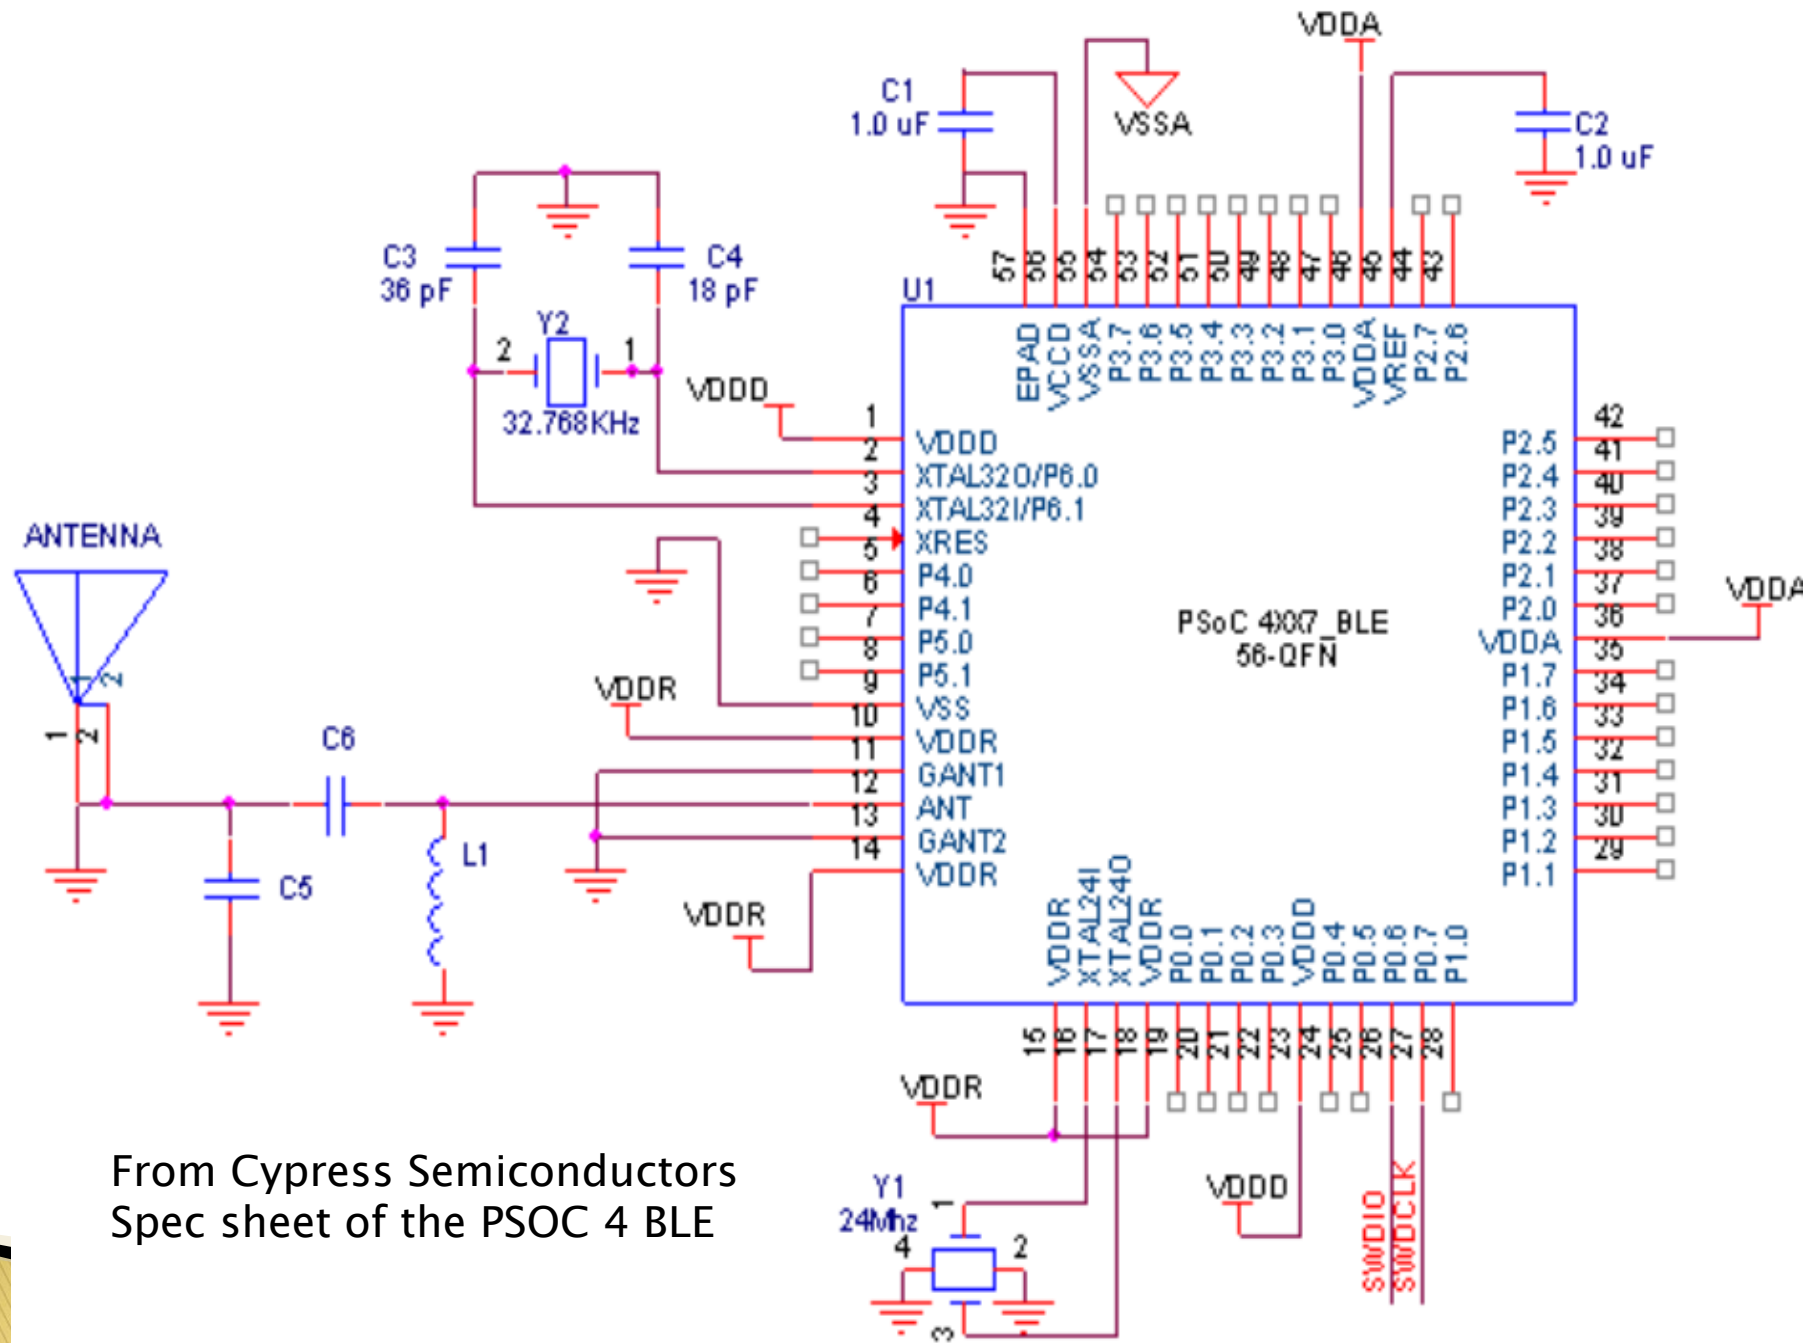 VDDA
C1
1.0 uF
VSSA
C2
1.0 uF
C3
36 pF
C4
18 pF
Y2
2
1
32.768KHz
VDDD
U1
57
56
55
54
53
52
51
50
49
48
47
46
45
44
43
EPAD
VCCD
VSSA
P3.7
P3.6
P3.5
P3.4
P3.3
P3.2
P3.1
P3.0
VDDA
VREF
P2.7
P2.6
1
2
3
4
5
6
7
8
9
10
11
12
13
14
VDDD
XTAL32O/P6.0
XTAL32I/P6.1
XRES
P4.0
P4.1
P5.0
P5.1
VSS
VDDR
GANT1
ANT
GANT2
VDDR
PSoC 4XX7_BLE
56-QFN
42
41
40
39
38
37
36
35
34
33
32
31
30
29
P2.5
P2.4
P2.3
P2.2
P2.1
P2.0
VDDA
P1.7
P1.6
P1.5
P1.4
P1.3
P1.2
P1.1
VDDA
ANTENNA
1
2
1
2
C6
C5
L1
VDDR
VDDR
VDDR
XTAL24I
XTAL24O
VDDR
P0.0
P0.1
P0.2
P0.3
VDDD
P0.4
P0.5
P0.6
P0.7
P1.0
15
16
17
18
19
20
21
22
23
24
25
26
27
28
VDDR
VDDD
SWDIO
SWDCLK
Y1
24Mhz
1
4
2
3
From Cypress Semiconductors
Spec sheet of the PSOC 4 BLE